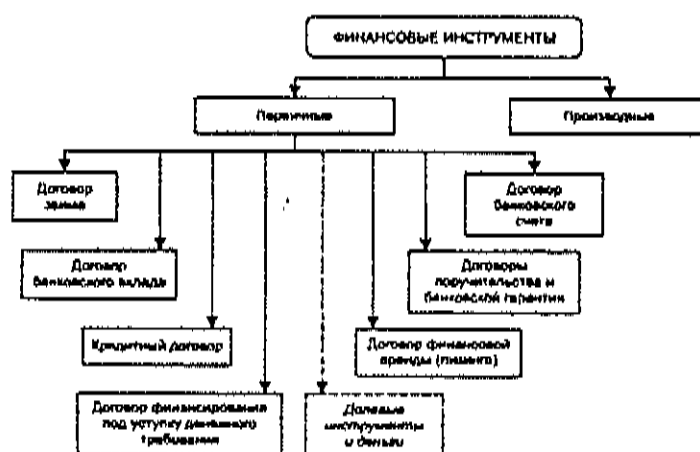 ФИНАНСОВЫЕ ИНСТРУМЕНТЫ
Первичные
Производные
Договор
займа
Договор
банковского
счета
Договор
банковского вклада
Договоры
поручительства и
банковской гарантии
Кредитный договор
Договор финансовой
аренды (лизинга)
Договор финансирования
под уступку денежного
требования
Долевые
инструменты
и деньги